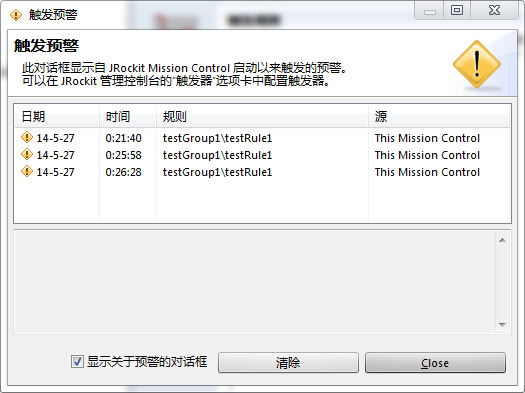 触发预警
触发预警
此对话框显示自 JRockit Mission Control 启动以来触发的预警。
可以在 JRockit 管理控制台的"触发器"选项卡中配置触发器。
日期 时间 规则 源
14-5-27 0:21:40 testGroup1\testRule1 This Mission Control
14-5-27 0:25:58 testGroup1\testRule1 This Mission Control
14-5-27 0:26:28 testGroup1\testRule1 This Mission Control
显示关于预警的对话框 清除 Close